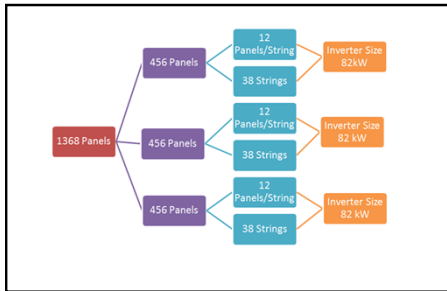 1368 Panels
456 Panels
12
Panels/String
38 Strings
Inverter Size
82kW
456 Panels
12
Panels/String
38 Strings
Inverter Size
82 kW
456 Panels
12
Panels/String
38 Strings
Inverter Size
82 kW